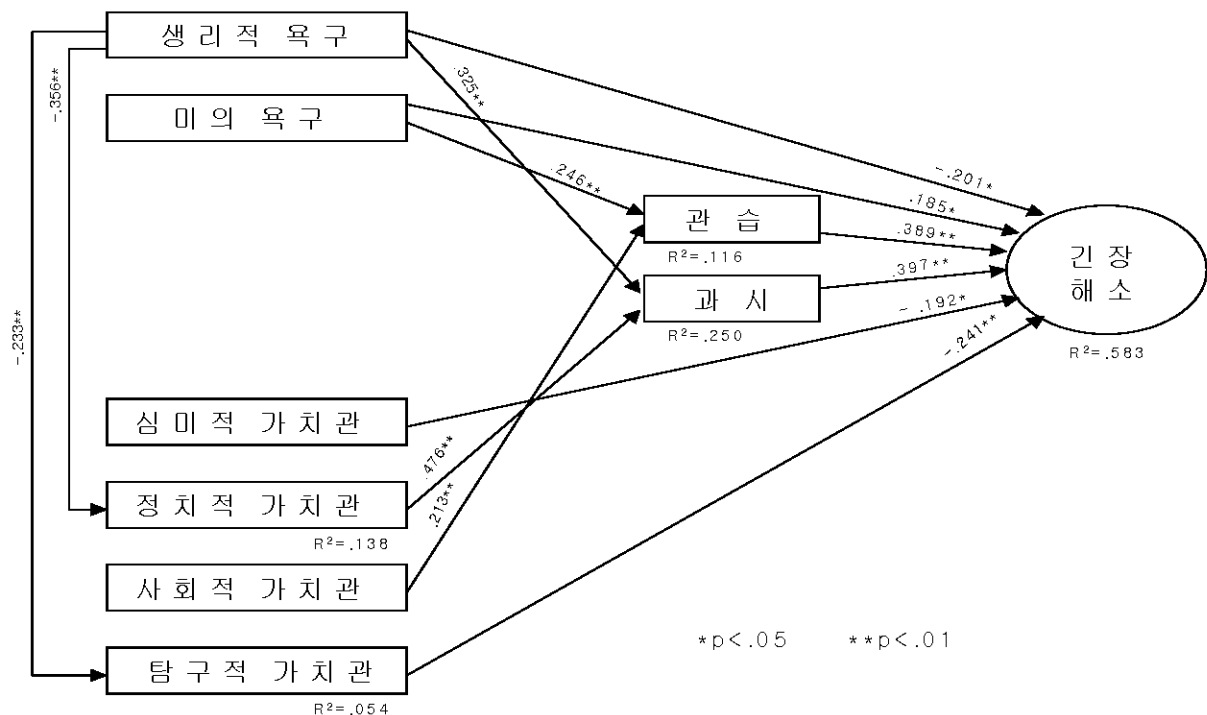 생리적 욕구
미의 욕구
-.356**
-.233**
.325**
.246**
-.201*
.185*
관습
R²=.116
.389**
과시
R²=.250
.397**
-.192*
-.241**
긴장
해소
R²=.583
심미적 가치관
정치적 가치관
R²=.138
.476**
.213**
사회적 가치관
탐구적 가치관
R²=.054
*p<.05 **p<.01